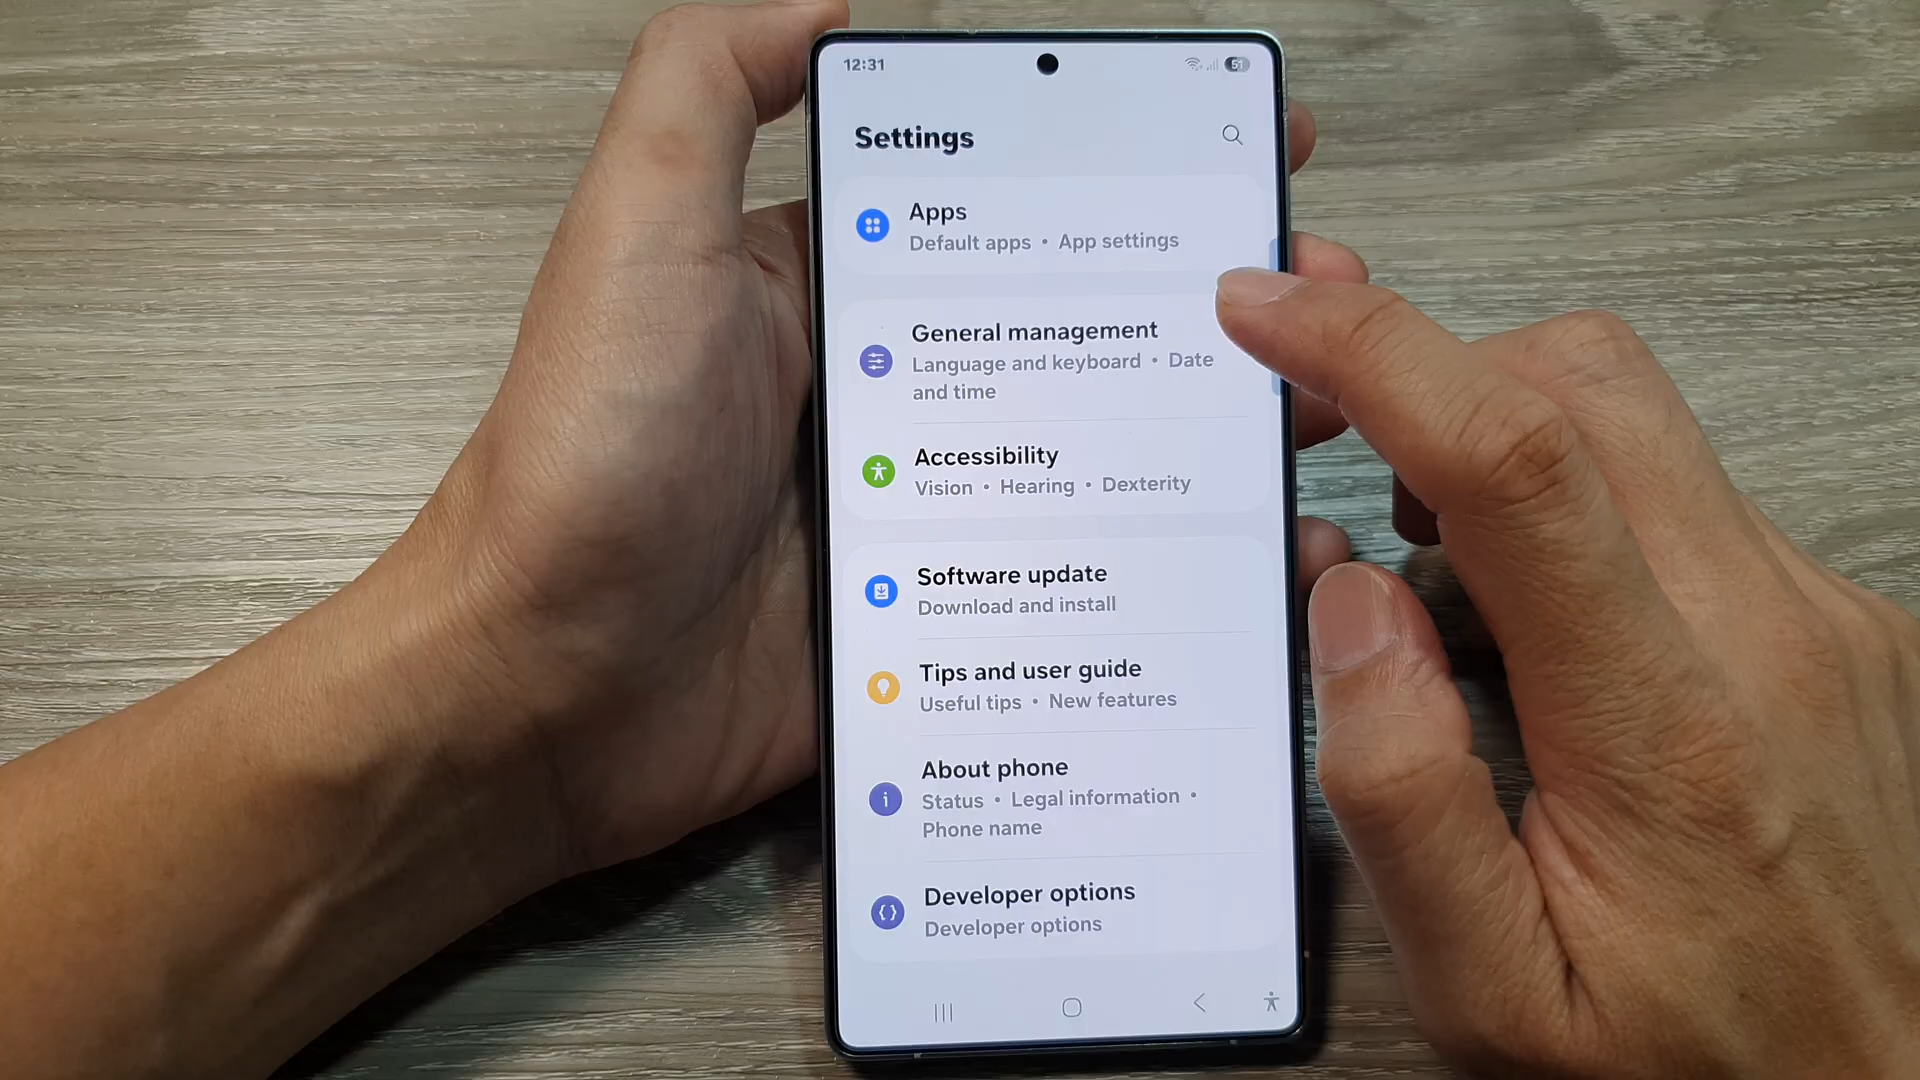 12:31
51
Settings
Apps
Default apps • App settings
General management
Language and keyboard • Date
and time
Accessibility
Vision • Hearing • Dexterity
Software update
Download and install
Tips and user guide
Useful tips • New features
About phone
Status • Legal information •
Phone name
Developer options
Developer options